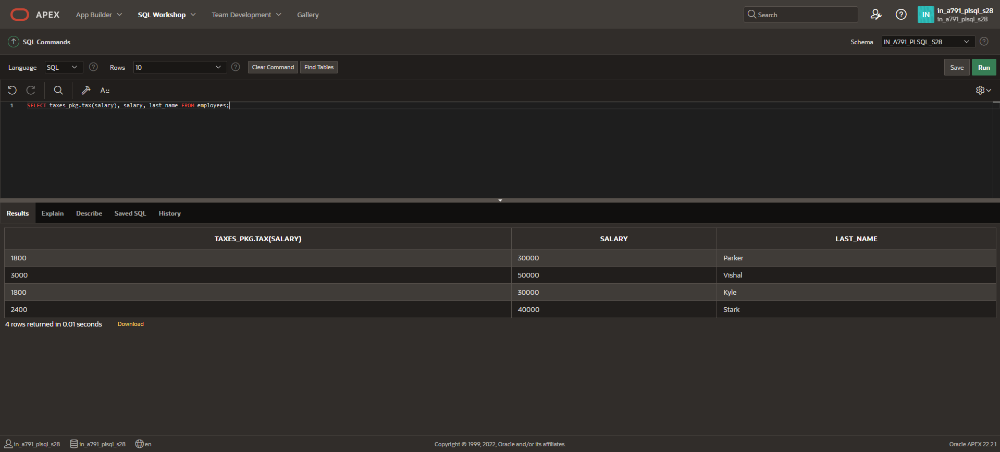 APEX App Builder SQL Workshop Team Development Gallery Search IN in_a791_plsql_s28
in_a791_plsql_s28
SQL Commands Schema IN_A791_PLSQL_S28
Language SQL Rows 10 Clear Command Find Tables Save Run
A
1 SELECT taxes_pkg.tax(salary), salary, last_name FROM employees;
Results Explain Describe Saved SQL History
TAXES_PKG.TAX(SALARY) SALARY LAST_NAME
1800 30000 Parker
3000 50000 Vishal
1800 30000 Kyle
2400 40000 Stark
4 rows returned in 0.01 seconds Download
in_a791_plsql_s28 in_a791_plsql_s28 en Copyright © 1999, 2022, Oracle and/or its affiliates. Oracle APEX 22.2.1